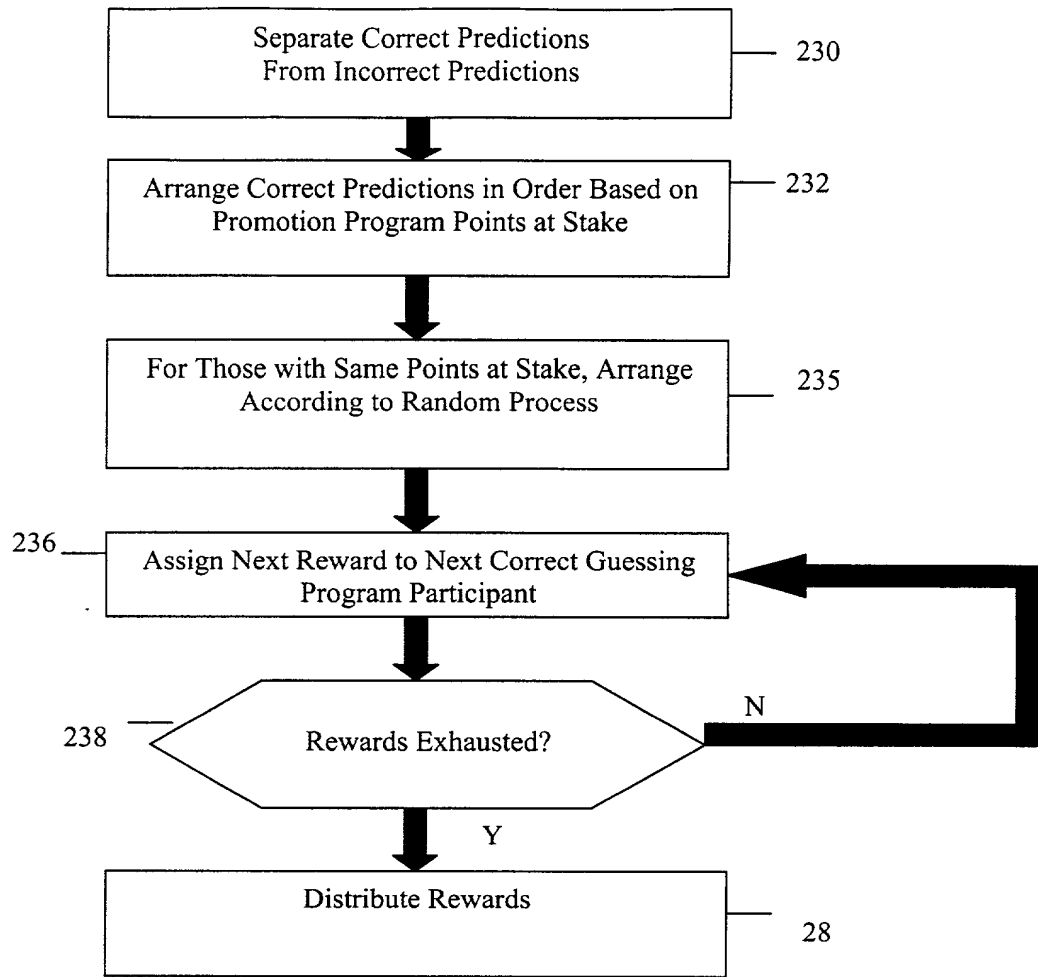 Separate Correct Predictions
From Incorrect Predictions
230
Arrange Correct Predictions in Order Based on
Promotion Program Points at Stake
232
For Those with Same Points at Stake, Arrange
According to Random Process
235
236
Assign Next Reward to Next Correct Guessing
Program Participant
238
Rewards Exhausted?
N
Y
Distribute Rewards
28